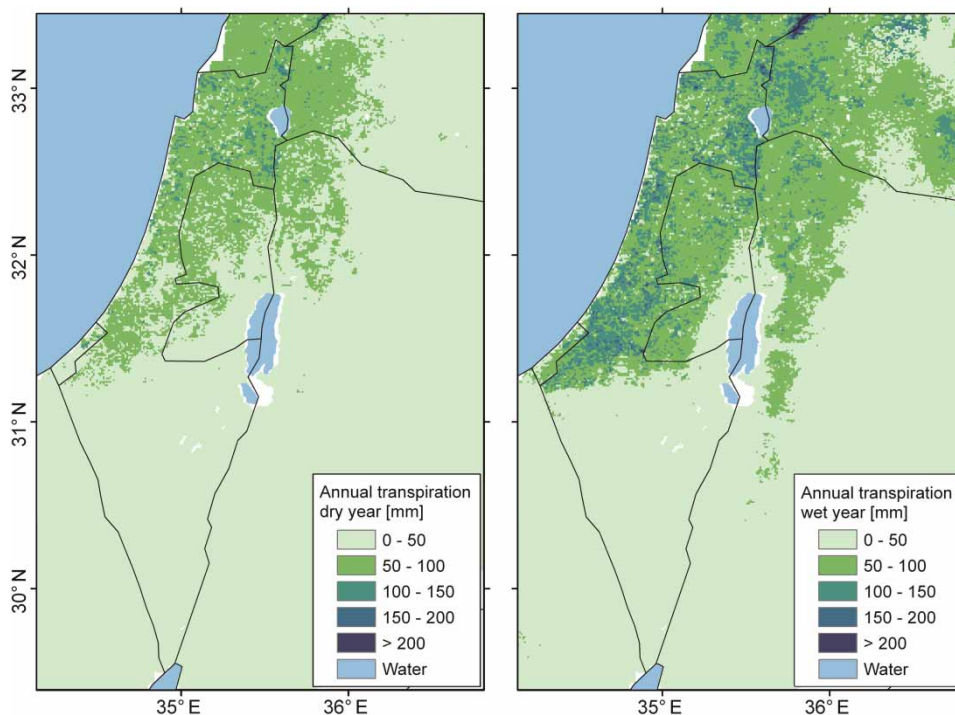 33°N
32°N
31°N
30°N
35°E
36°E
Annual transpiration
dry year [mm]
0 - 50
50 - 100
100 - 150
150 - 200
> 200
Water
35°E
36°E
Annual transpiration
wet year [mm]
0 - 50
50 - 100
100 - 150
150 - 200
> 200
Water